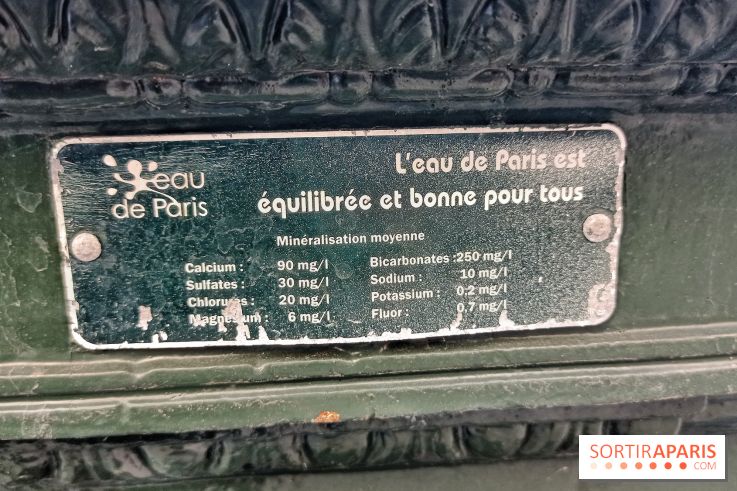 eau
de Paris
L'eau de Paris est
équilibrée et bonne pour tous
Minéralisation moyenne
Calcium : 90 mg/l
Sulfates : 30 mg/l
Chlorures : 20 mg/l
Magnésium : 6 mg/l
Bicarbonates :250 mg/l
Sodium : 10 mg/l
Potassium : 0.2 mg/l
Fluor : 0,7 mg/l
SORTIRAPARIS
.COM